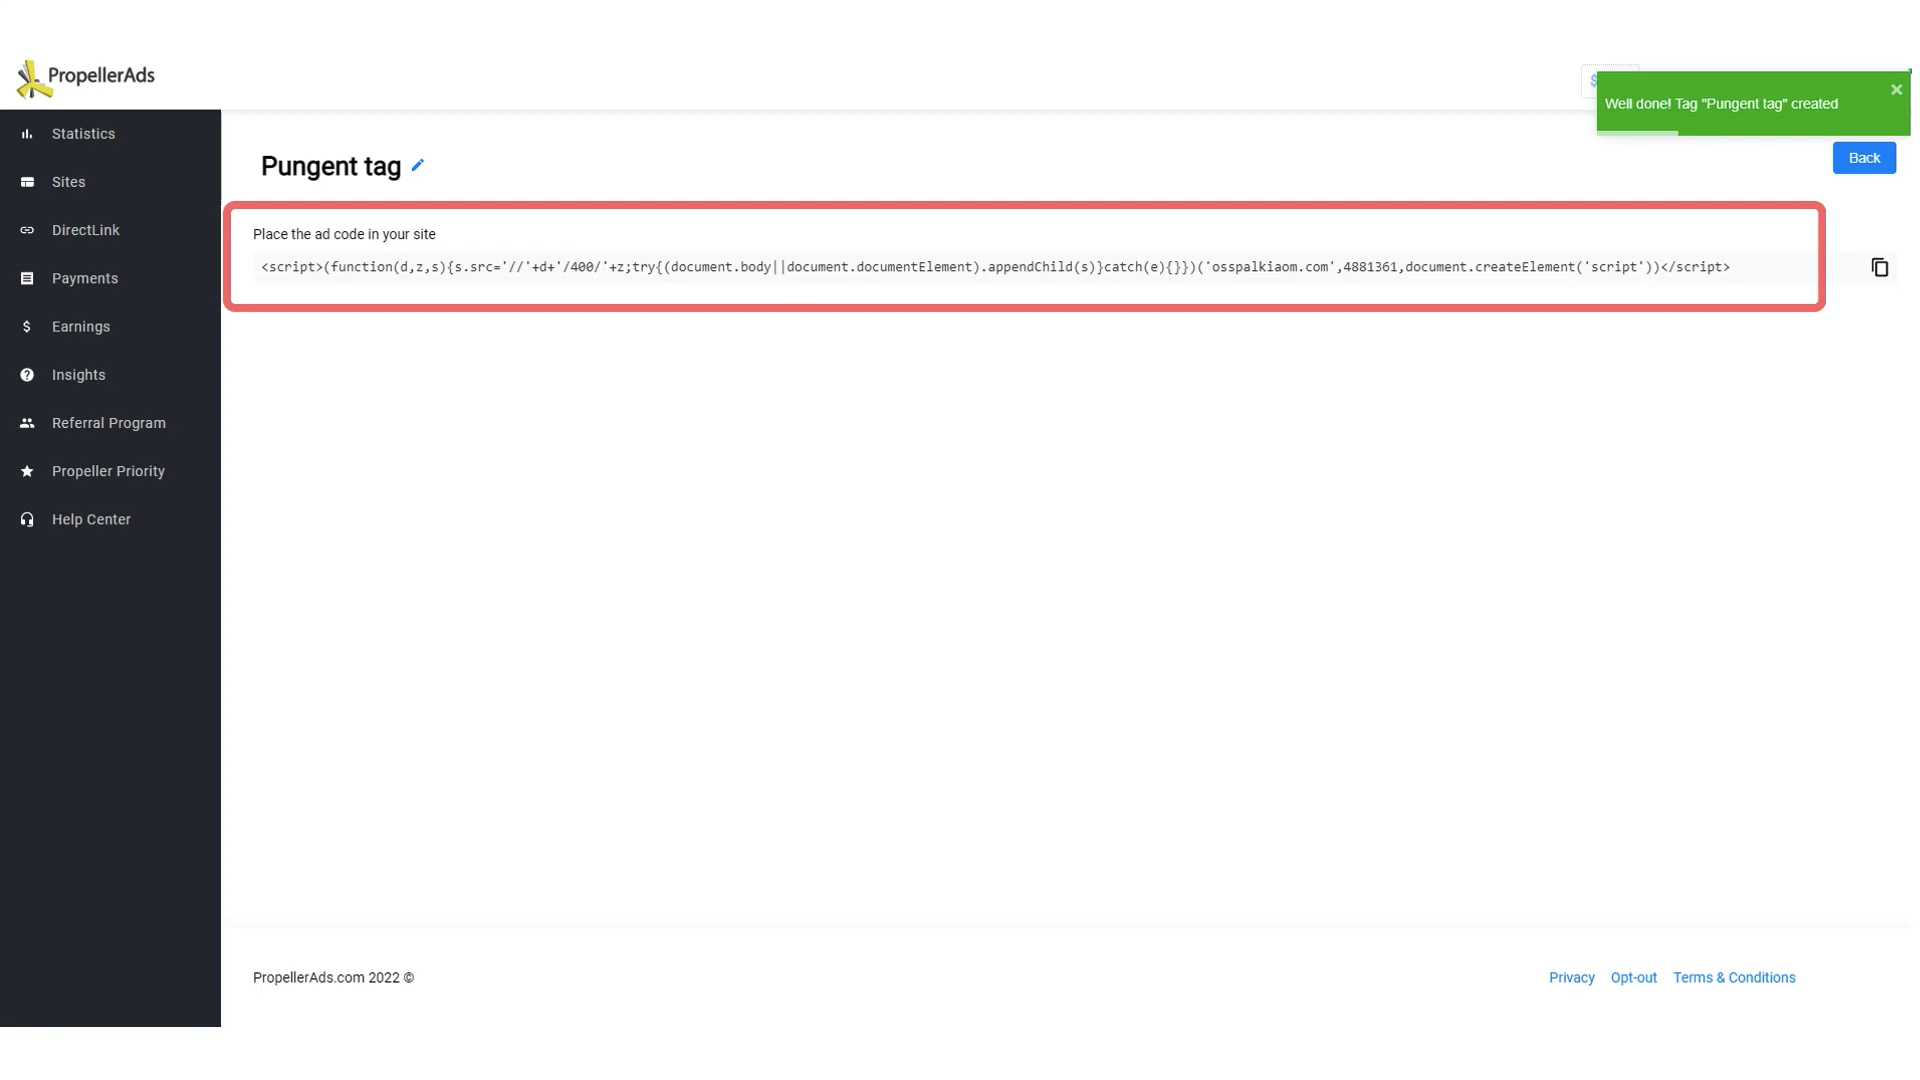 PropellerAds
$
Well done! Tag "Pungent tag" created
Statistics
Sites
DirectLink
Payments
Earnings
Insights
Referral Program
Propeller Priority
Help Center
Pungent tag
Back
Place the ad code in your site
<script>(function(d,z,s){s.src='//'+d+'/400/'+z;try{(document.body||document.documentElement).appendChild(s)}catch(e){}})('osspalkiaom.com',4881361,document.createElement('script'))</script>
PropellerAds.com 2022 ©
Privacy Opt-out Terms & Conditions